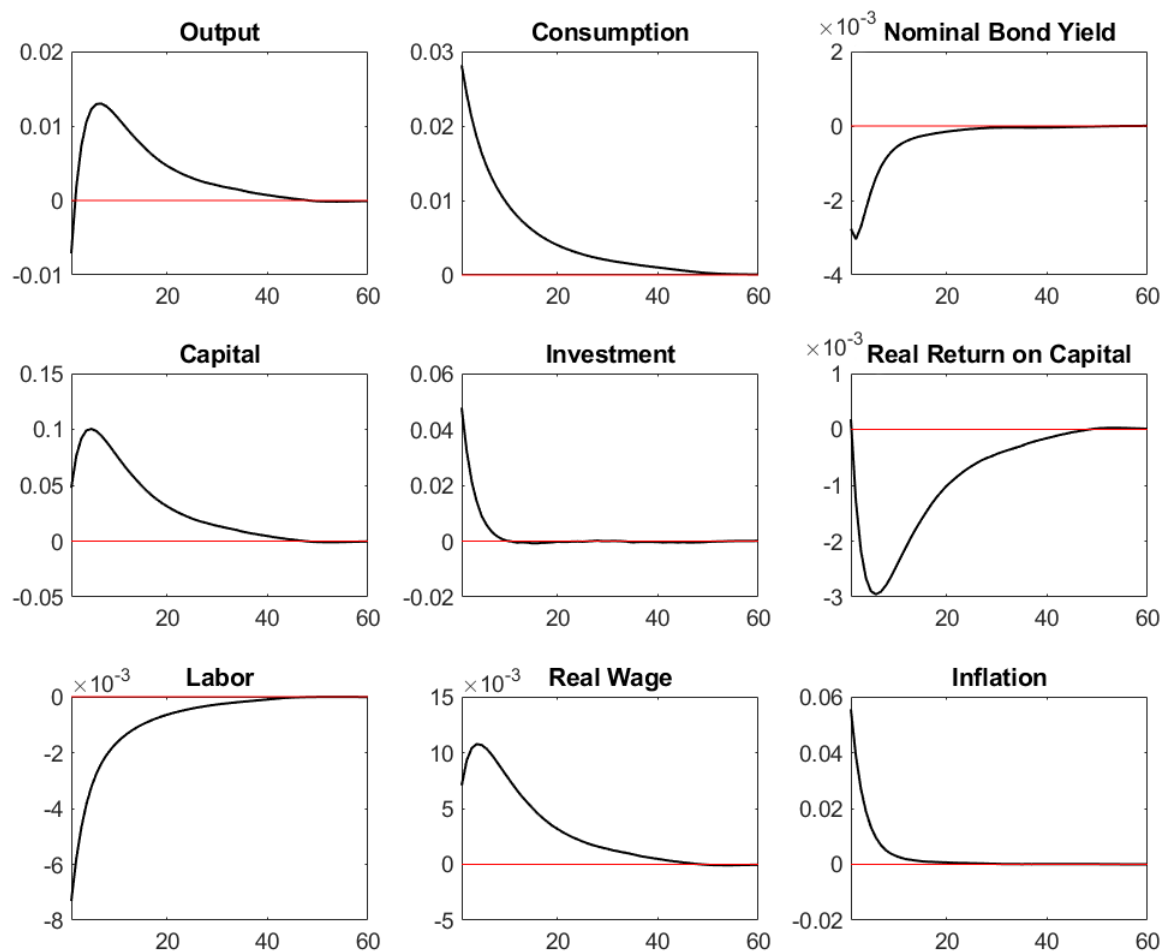 Output
0.02
0.01
0
-0.01
20 40 60
Consumption
0.03
0.02
0.01
0
20 40 60
×10-3
Nominal Bond Yield
2
0
-2
-4
20 40 60
Capital
0.15
0.1
0.05
0
-0.05
20 40 60
Investment
0.06
0.04
0.02
0
-0.02
20 40 60
×10-3
Real Return on Capital
1
0
-1
-2
-3
20 40 60
×10-3
Labor
0
-2
-4
-6
-8
20 40 60
×10-3
Real Wage
15
10
5
0
-5
20 40 60
Inflation
0.06
0.04
0.02
0
-0.02
20 40 60